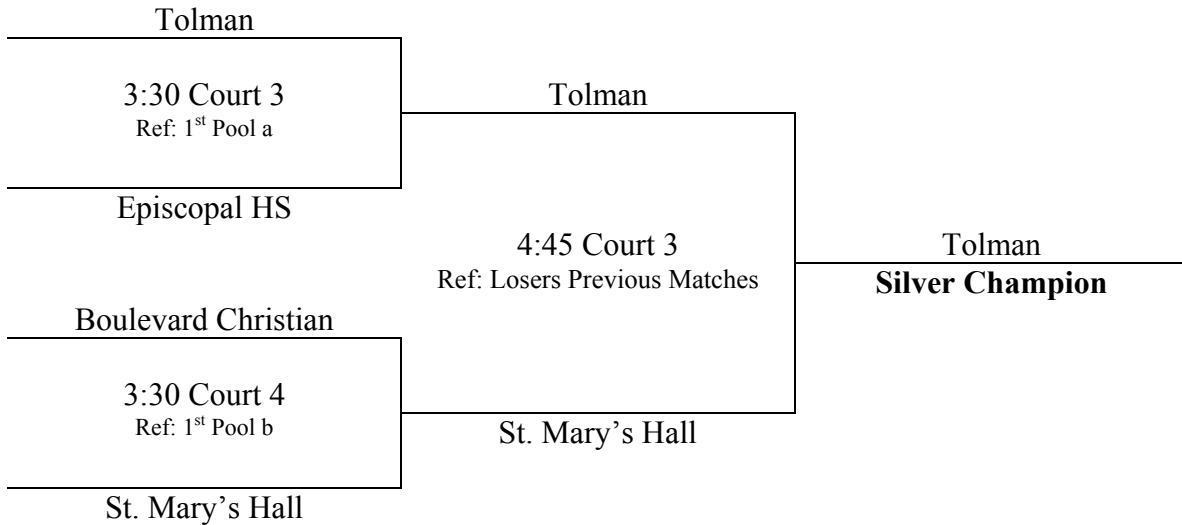 Tolman
3:30 Court 3
Ref: 1st Pool a
Episcopal HS
Boulevard Christian
3:30 Court 4
Ref: 1st Pool b
St. Mary’s Hall
Tolman
4:45 Court 3
Ref: Losers Previous Matches
St. Mary’s Hall
Tolman
Silver Champion